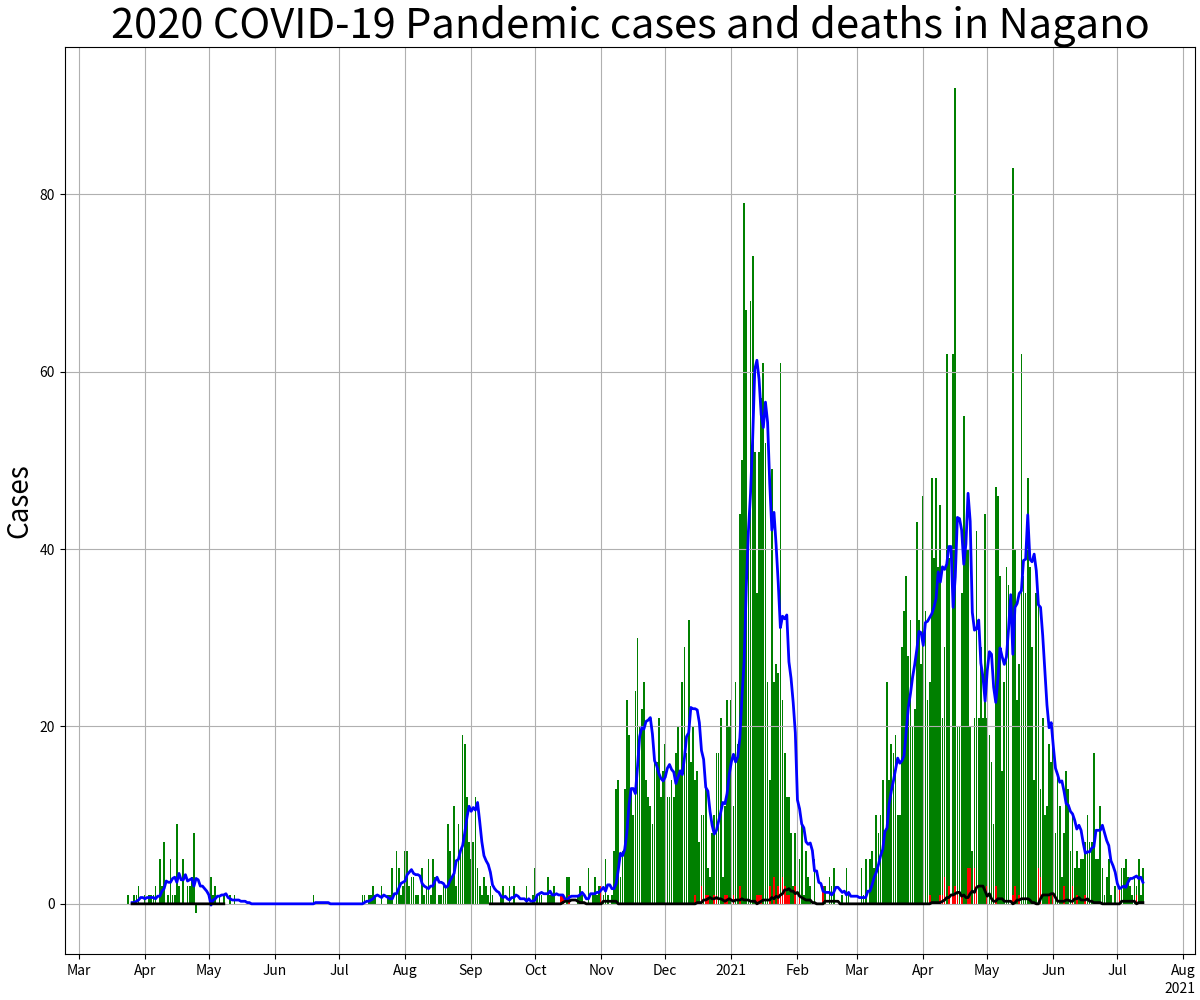 2020 COVID-19 Pandemic cases and deaths in Nagano
Cases
80
60
40
20
0
Mar Apr May Jun Jul Aug Sep Oct Nov Dec 2021 Feb Mar Apr May Jun Jul Aug
2021